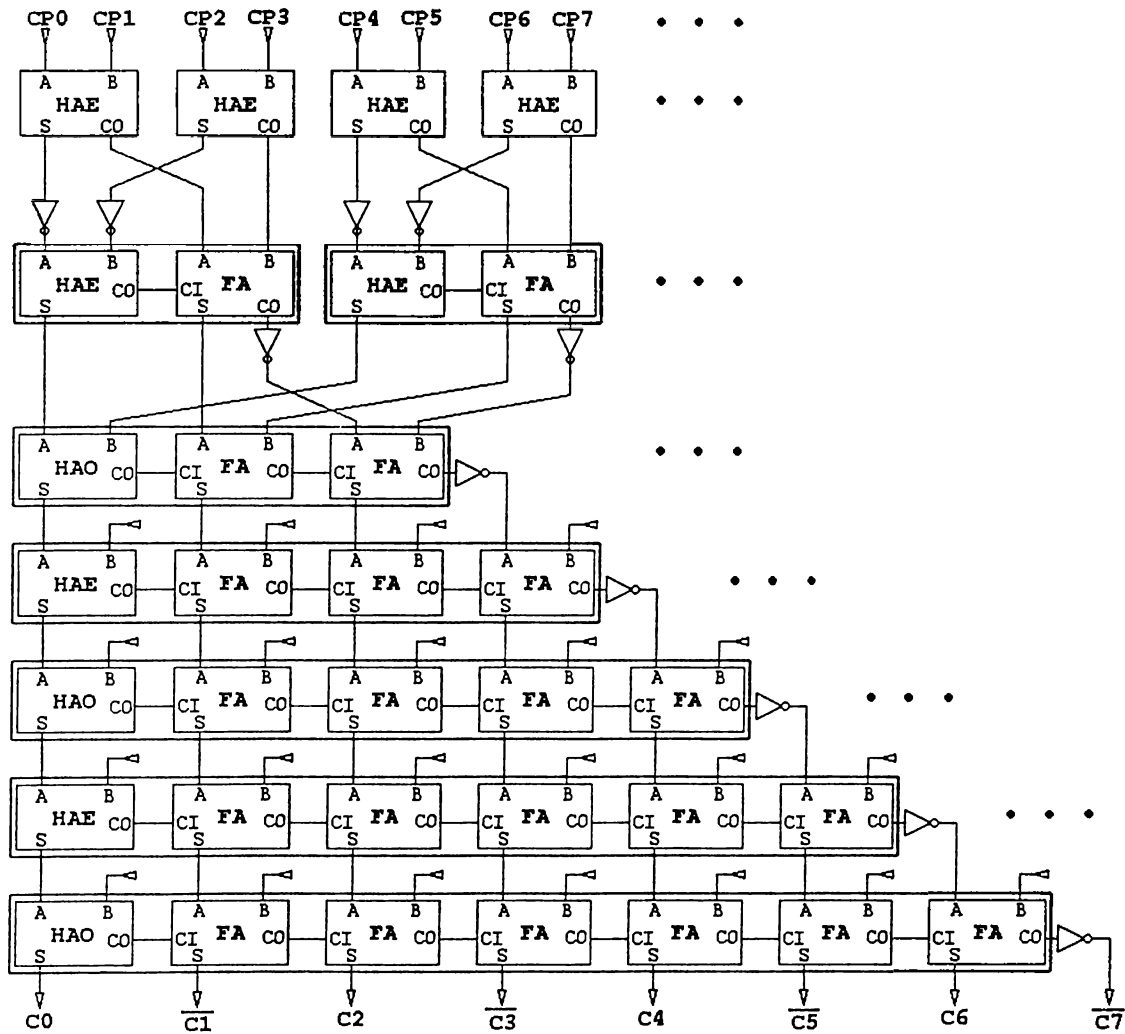 CP0 CP1 CP2 CP3 CP4 CP5 CP6 CP7
A B A B A B A B
HAE HAE HAE HAE
S CO S CO S CO S CO
A B A B A B A B
HAE CO CI FA HAE CO CI FA
S S CO S S CO
A B A B A B
HAO CO CI FA CO CI FA CO
S S S
A B A B A B A B
HAE CO CI FA CO CI FA CO CI FA CO
S S S S
A B A B A B A B A B
HAO CO CI FA CO CI FA CO CI FA CO CI FA CO
S S S S S
A B A B A B A B A B A B
HAE CO CI FA CO CI FA CO CI FA CO CI FA CO CI FA CO
S S S S S S
A B A B A B A B A B A B A B
HAO CO CI FA CO CI FA CO CI FA CO CI FA CO CI FA CO CI FA CO
S S S S S S S
C0 C̅1̅ C2 C̅3̅ C4 C̅5̅ C6 C̅7̅